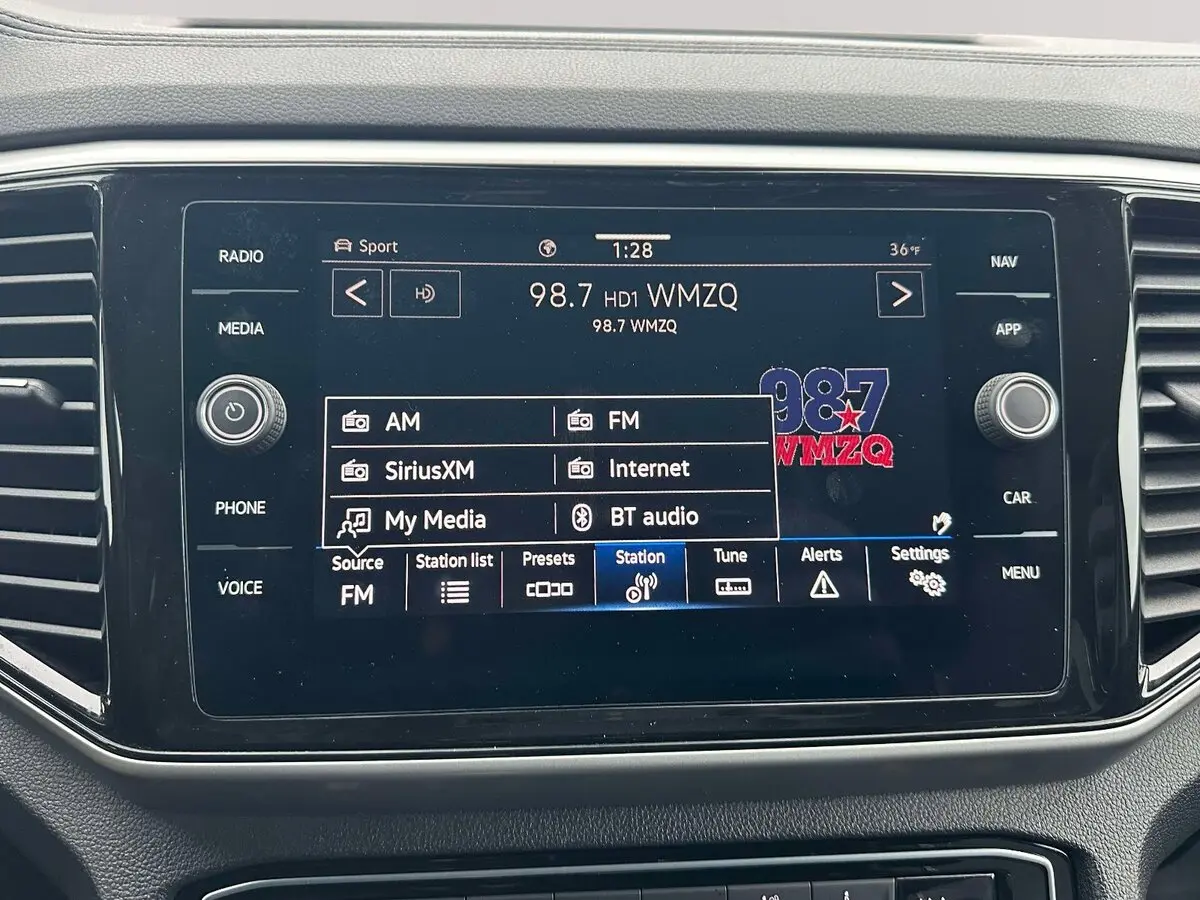 RADIO
MEDIA
PHONE
VOICE
Sport 1:28 36°F
HD
98.7 HD1 WMZQ
98.7 WMZQ
987
WMZQ
AM FM
SiriusXM Internet
My Media BT audio
Source Station list Presets Station Tune Alerts Settings
FM
NAV
APP
CAR
MENU